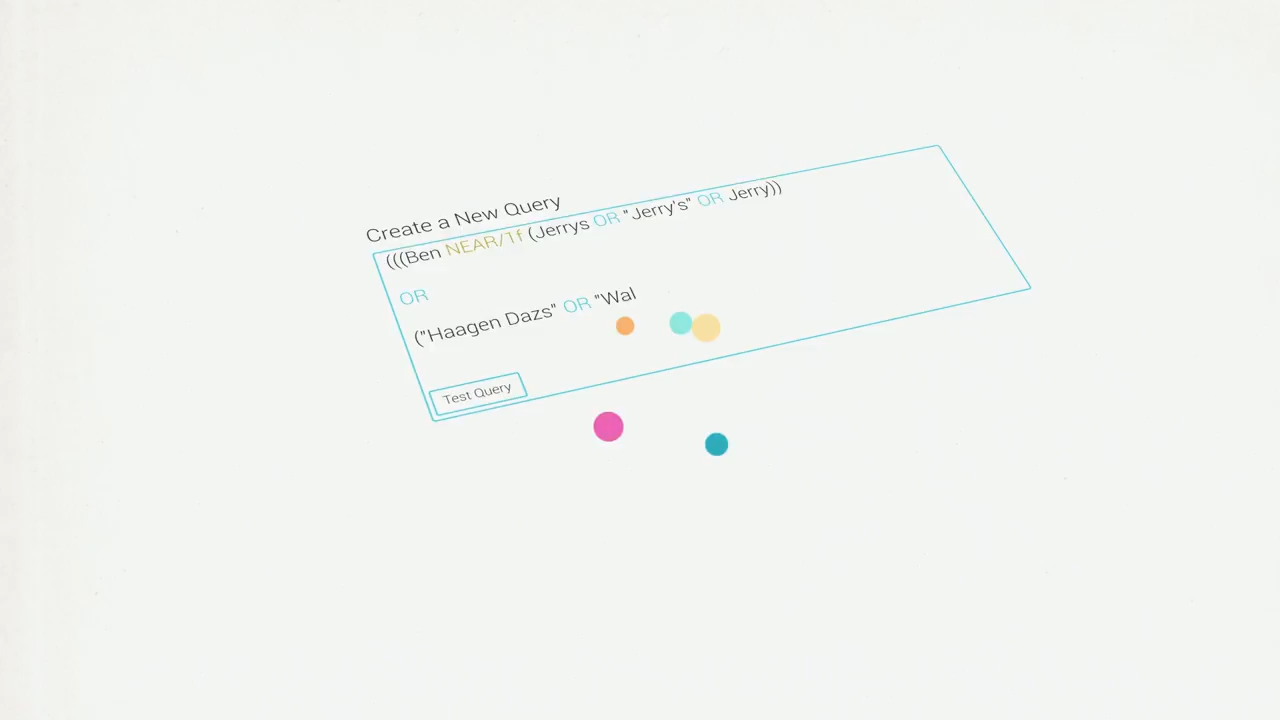 Create a New Query
(((Ben NEAR/1f (Jerrys OR "Jerry's" OR Jerry))
OR
("Haagen Dazs" OR "Wal
Test Query